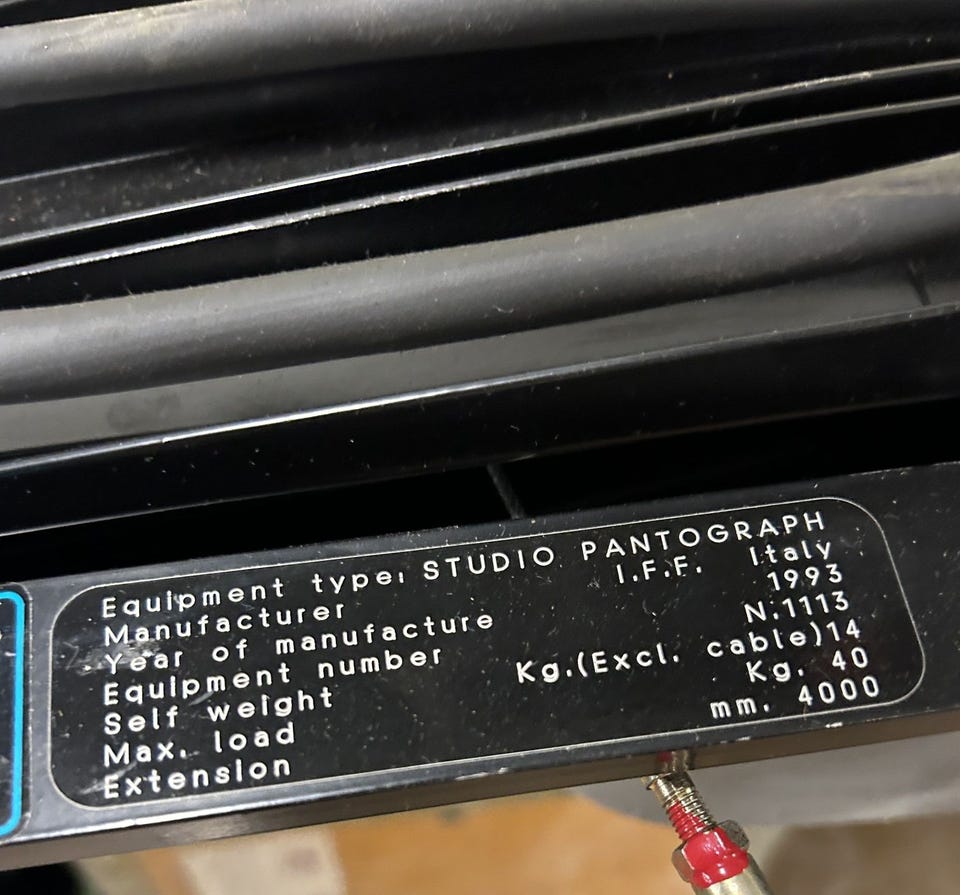 Equipment type: STUDIO PANTOGRAPH
Manufacturer I.F.F. Italy
Year of manufacture 1993
Equipment number N.1113
Self weight Kg.(Excl. cable)14
Max. load Kg. 40
Extension mm. 4000